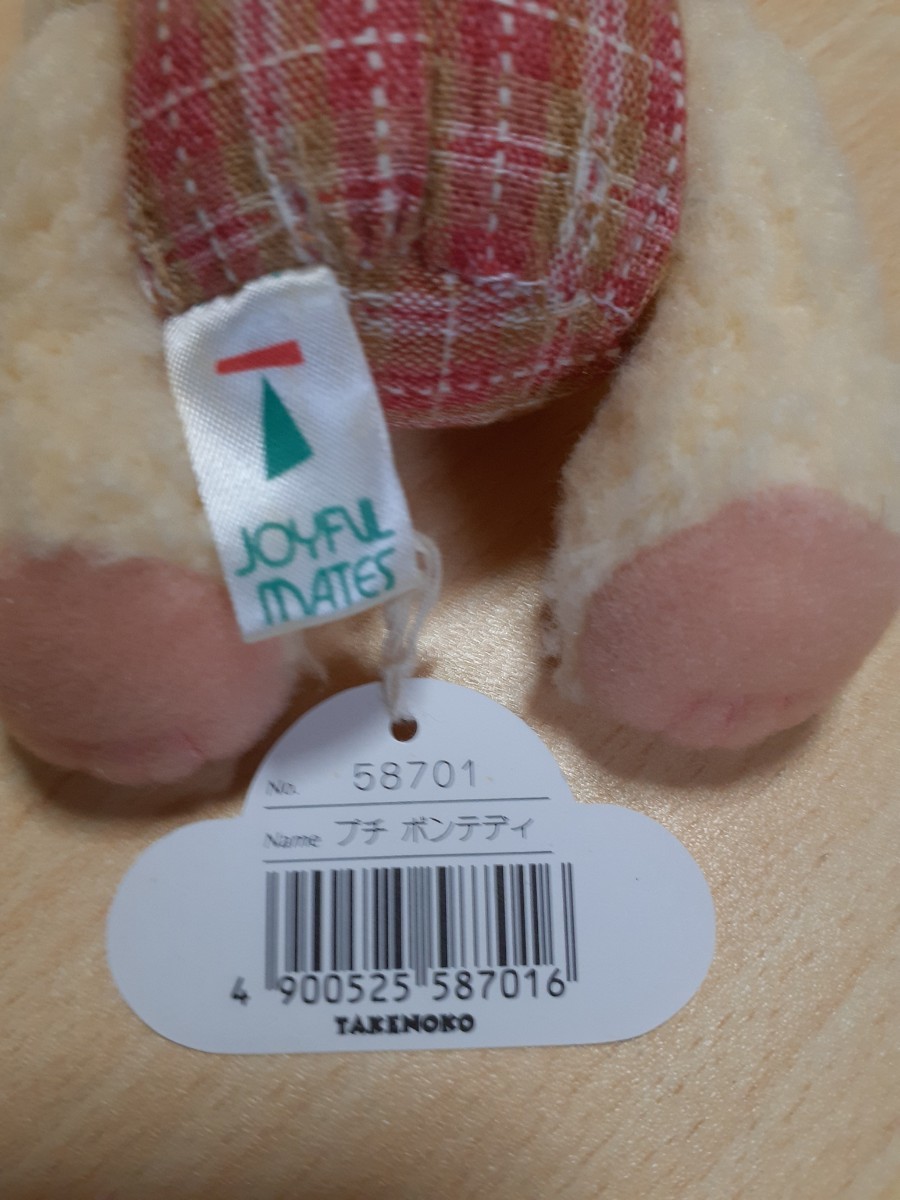 JOYFUL
MATES
No. 58701
Name プチ ボンテディ
4 900525 587016
TAKENOKO